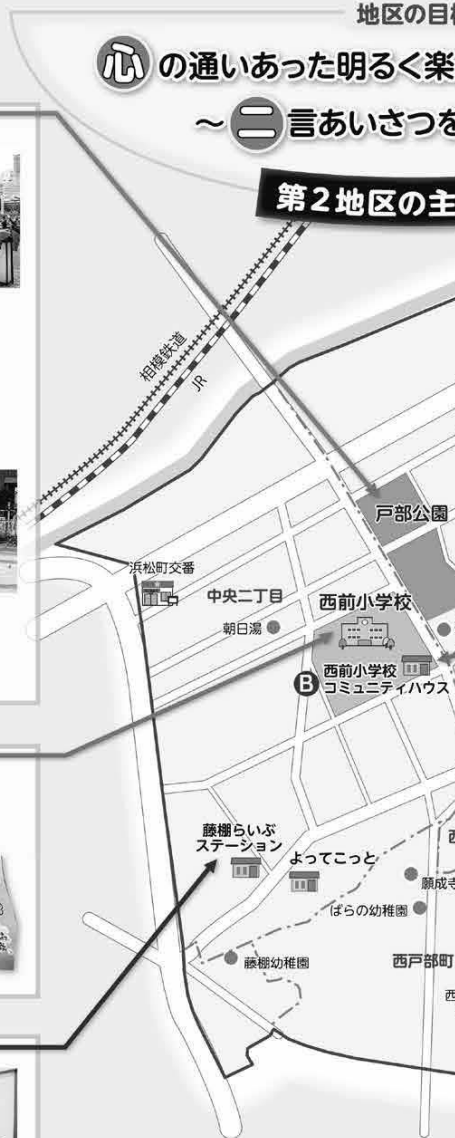 地区の目標
心の通いあった明るく楽
～二言あいさつを
第2地区の主
相模鉄道
JR
戸部公園
浜松町交番
中央二丁目
西前小学校
朝日湯
西前小学校
B コミュニティハウス
藤棚らいぶ
ステーション
よってこっと
西
願成寺
ばらの幼稚園
藤棚幼稚園
西戸部町
西